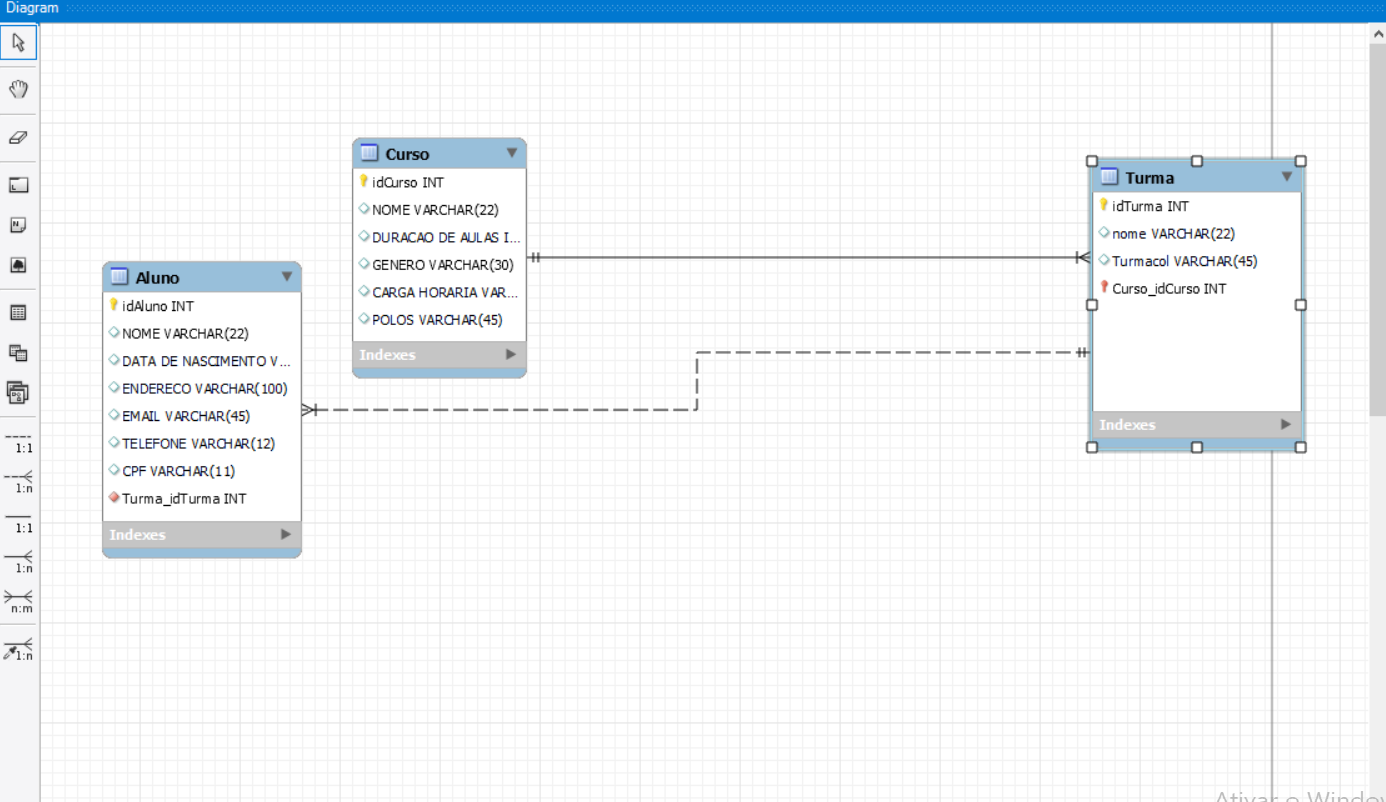 Diagram
Curso
idCurso INT
NOME VARCHAR(22)
DURACAO DE AULAS I...
GENERO VARCHAR(30)
CARGA HORARIA VAR...
POLOS VARCHAR(45)
Indexes
Turma
idTurma INT
nome VARCHAR(22)
Turmacol VARCHAR(45)
Curso_idCurso INT
Indexes
Aluno
idAluno INT
NOME VARCHAR(22)
DATA DE NASCIMENTO V...
ENDERECO VARCHAR(100)
EMAIL VARCHAR(45)
TELEFONE VARCHAR(12)
CPF VARCHAR(11)
Turma_idTurma INT
Indexes
1:1
1:n
1:1
1:n
n:m
1:n
Ativar o Window